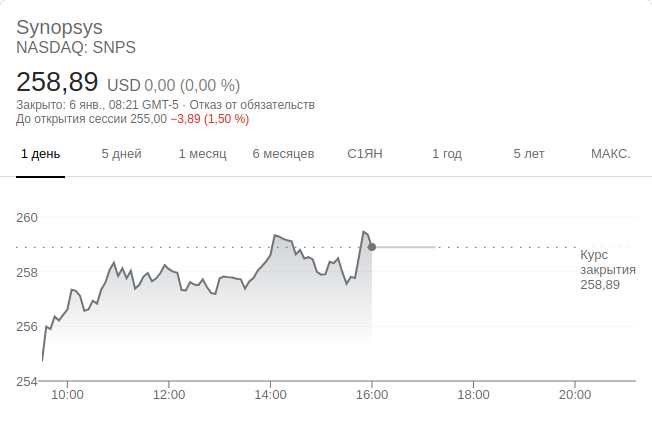 Synopsys
NASDAQ: SNPS
258,89 USD 0,00 (0,00 %)
Закрыто: 6 янв., 08:21 GMT-5 · Отказ от обязательств
До открытия сессии 255,00 −3,89 (1,50 %)
1 день 5 дней 1 месяц 6 месяцев С1ЯН 1 год 5 лет МАКС.
260
258
256
254
Курс
закрытия
258,89
10:00 12:00 14:00 16:00 18:00 20:00